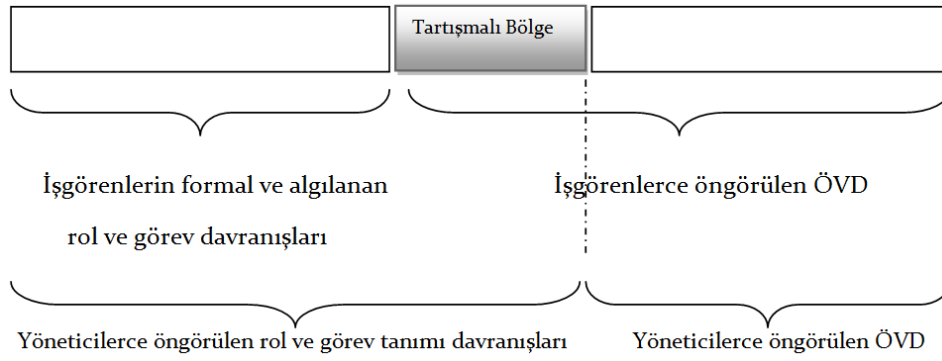 Tartışmalı Bölge
İşgörenlerin formal ve algılanan
rol ve görev davranışları
İşgörenlerce öngörülen ÖVD
Yöneticilerce öngörülen rol ve görev tanımı davranışları
Yöneticilerce öngörülen ÖVD